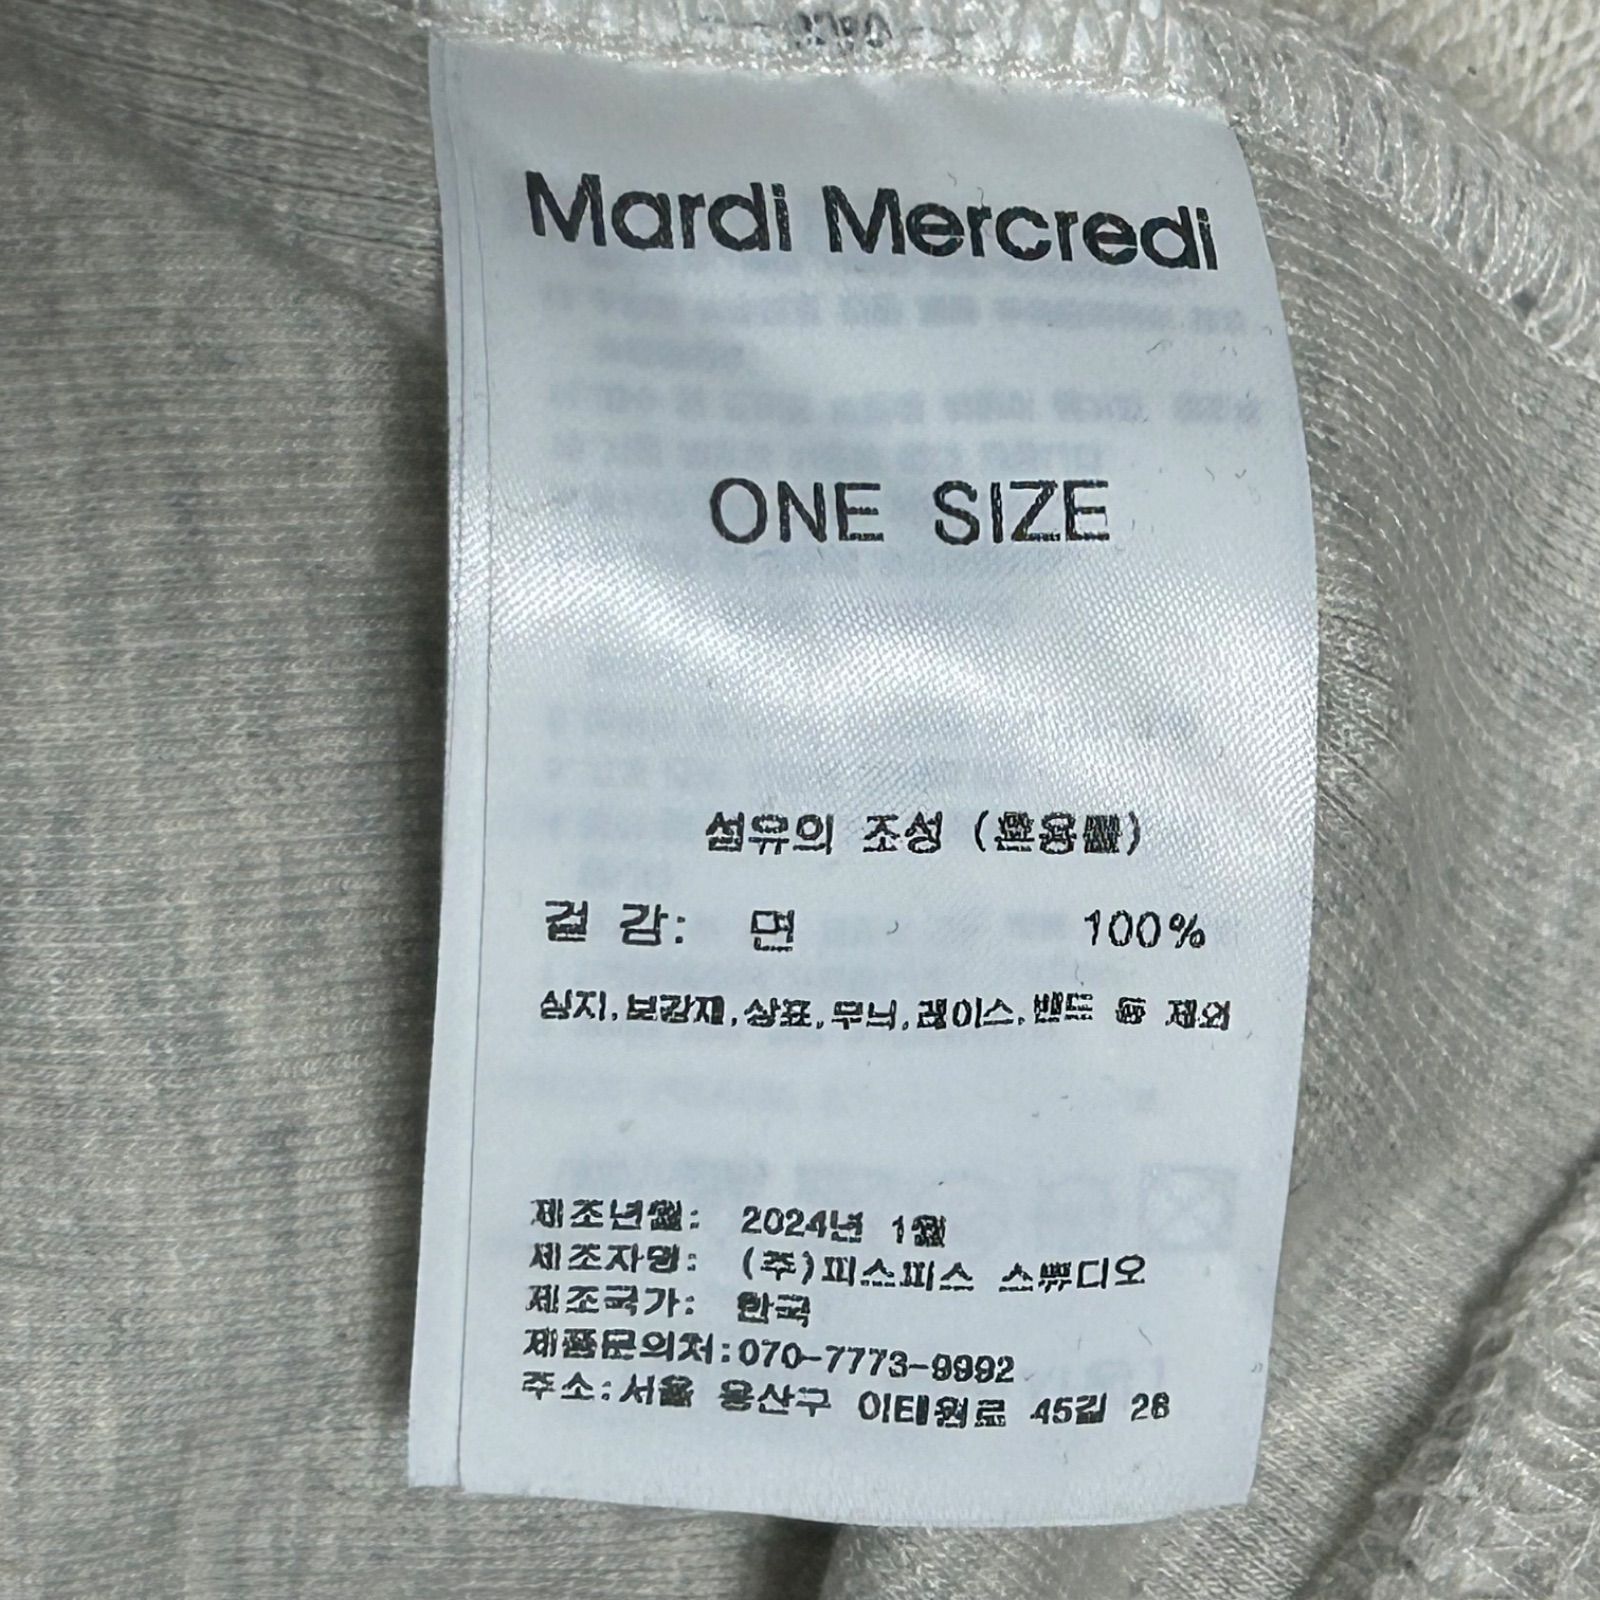 Mardi Mercredi
ONE SIZE
섬유의 조성 (혼용률)
겉 감: 면 100%
심지,보강재,상표,무늬,레이스,밴드 등 제외
제조년월: 2024년 1월
제조자명: (주)피스피스 스튜디오
제조국가: 한국
제품문의처:070-7773-9992
주소:서울 용산구 이태원로 45길 26